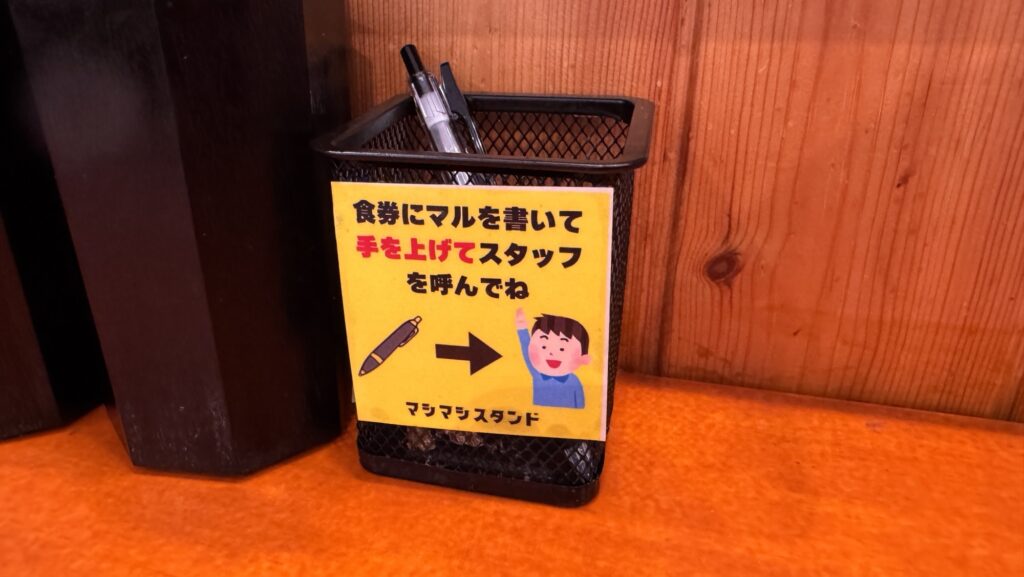 食券にマルを書いて
手を上げてスタッフ
を呼んでね
マシマシスタンド